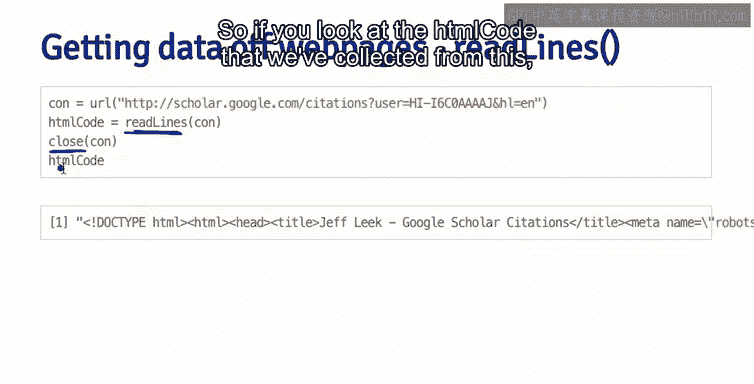 So if you look at the htmlCode
that we've collected from this,
Getting data off webpages - readLines()
con = url("http://scholar.google.com/citations?user=HI-I6C0AAAAJ&hl=en")
htmlCode = readLines(con)
close(con)
htmlCode
[1] "<!DOCTYPE html><html><head><title>Jeff Leek – Google Scholar Citations</title><meta name=\"robots